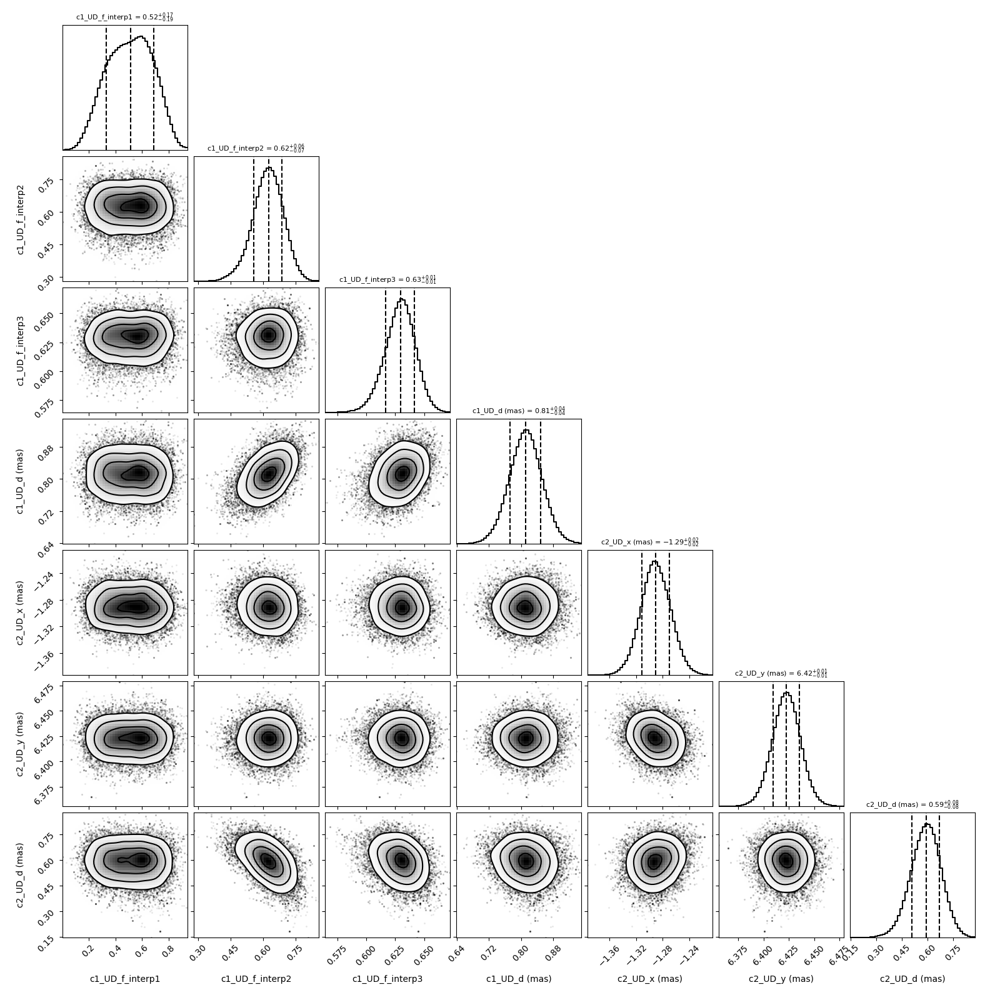 c1_UD_f_interp1 = 0.52+0.17−0.19
c1_UD_f_interp2 = 0.62+0.06−0.07
0.75
0.60
0.45
0.30
c1_UD_f_interp2
c1_UD_f_interp3 = 0.63+0.01−0.01
0.650
0.625
0.600
0.575
c1_UD_f_interp3
c1_UD_d (mas) = 0.81+0.04−0.04
0.88
0.80
0.72
0.64
c1_UD_d (mas)
c2_UD_x (mas) = −1.29+0.02−0.02
−1.24
−1.28
−1.32
−1.36
c2_UD_x (mas)
c2_UD_y (mas) = 6.42+0.01−0.01
6.475
6.450
6.425
6.400
6.375
c2_UD_y (mas)
c2_UD_d (mas) = 0.59+0.08−0.08
0.75
0.60
0.45
0.30
0.15
c2_UD_d (mas)
0.2 0.4 0.6 0.8 0.30 0.45 0.60 0.75 0.575 0.600 0.625 0.650 0.64 0.72 0.80 0.88 −1.36 −1.32 −1.28 −1.24 6.375 6.400 6.425 6.450 6.475 0.15 0.30 0.45 0.60 0.75
c1_UD_f_interp1 c1_UD_f_interp2 c1_UD_f_interp3 c1_UD_d (mas) c2_UD_x (mas) c2_UD_y (mas) c2_UD_d (mas)